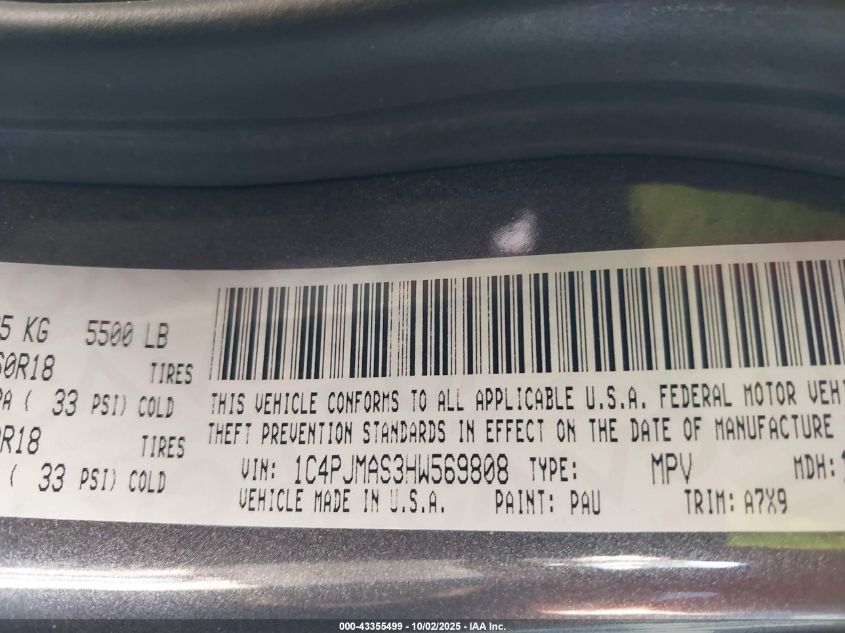 5 KG 5500 LB
60R18 TIRES
PA ( 33 PSI) COLD
0R18 TIRES
( 33 PSI) COLD
THIS VEHICLE CONFORMS TO ALL APPLICABLE U.S.A. FEDERAL MOTOR VEH
THEFT PREVENTION STANDARDS IN EFFECT ON THE DATE OF MANUFACTURE
VIN: 1C4PJMAS3HW569808 TYPE: MPV MDH:
VEHICLE MADE IN U.S.A. PAINT: PAU TRIM: A7X9
000-43355499 - 10/02/2025 - IAA Inc.